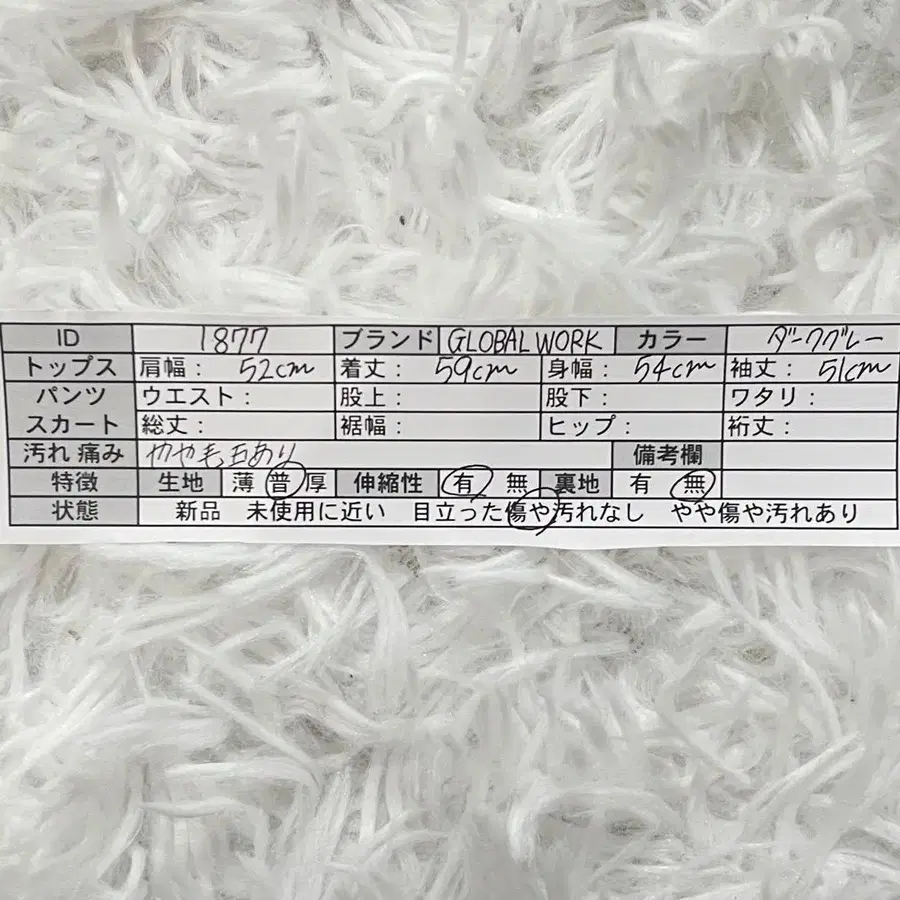 ID 1877 ブランド GLOBAL WORK カラー ダークグレー
トップス 肩幅： 52cm 着丈： 59cm 身幅： 54cm 袖丈： 51cm
パンツ ウエスト： 股上： 股下： ワタリ：
スカート 総丈： 裾幅： ヒップ： 裄丈：
汚れ 痛み やや毛玉あり 備考欄
特徴 生地 薄 普 厚 伸縮性 有 無 裏地 有 無
状態 新品 未使用に近い 目立った傷や汚れなし やや傷や汚れあり